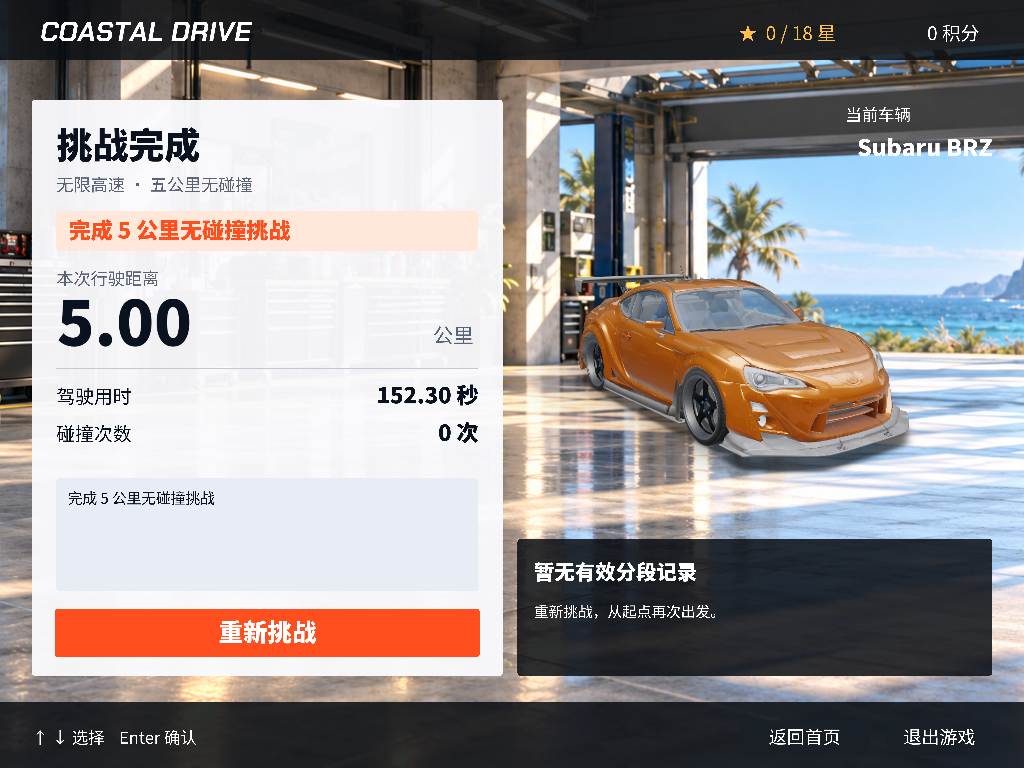 COASTAL DRIVE
★ 0 / 18 星
0 积分
挑战完成
无限高速 · 五公里无碰撞
完成 5 公里无碰撞挑战
本次行驶距离
5.00 公里
驾驶用时 152.30 秒
碰撞次数 0 次
完成 5 公里无碰撞挑战
重新挑战
当前车辆
Subaru BRZ
暂无有效分段记录
重新挑战，从起点再次出发。
↑ ↓ 选择 Enter 确认
返回首页
退出游戏